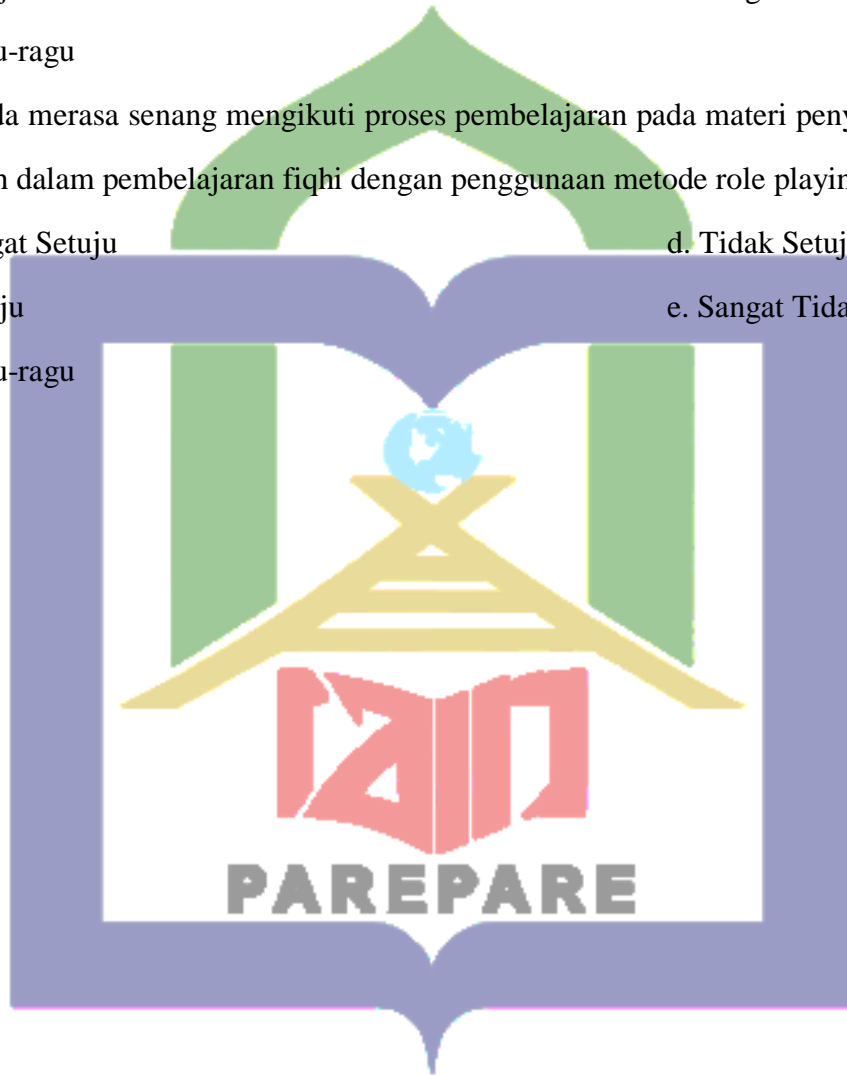 u-ragu
da merasa senang mengikuti proses pembelajaran pada materi peny
n dalam pembelajaran fiqhi dengan penggunaan metode role playin
gat Setuju d. Tidak Setuj
ju e. Sangat Tida
u-ragu
iain
PAREPARE